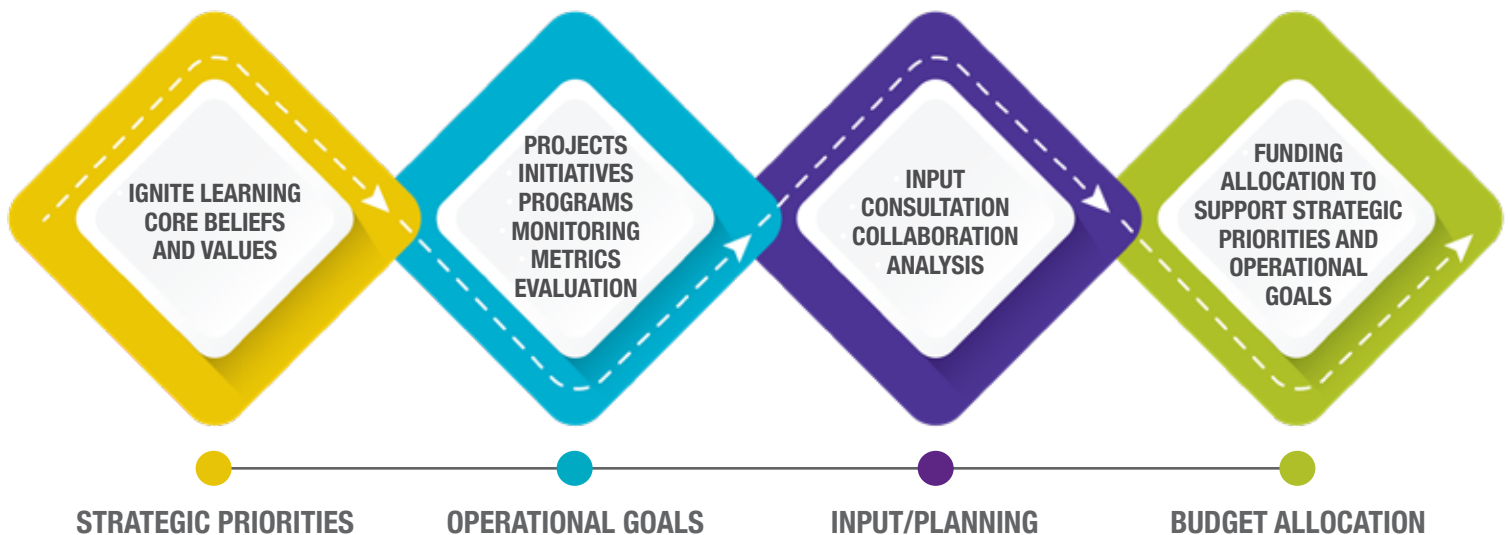 IGNITE LEARNING
CORE BELIEFS
AND VALUES
PROJECTS
INITIATIVES
PROGRAMS
MONITORING
METRICS
EVALUATION
INPUT
CONSULTATION
COLLABORATION
ANALYSIS
FUNDING
ALLOCATION TO
SUPPORT STRATEGIC
PRIORITIES AND
OPERATIONAL
GOALS
STRATEGIC PRIORITIES
OPERATIONAL GOALS
INPUT/PLANNING
BUDGET ALLOCATION